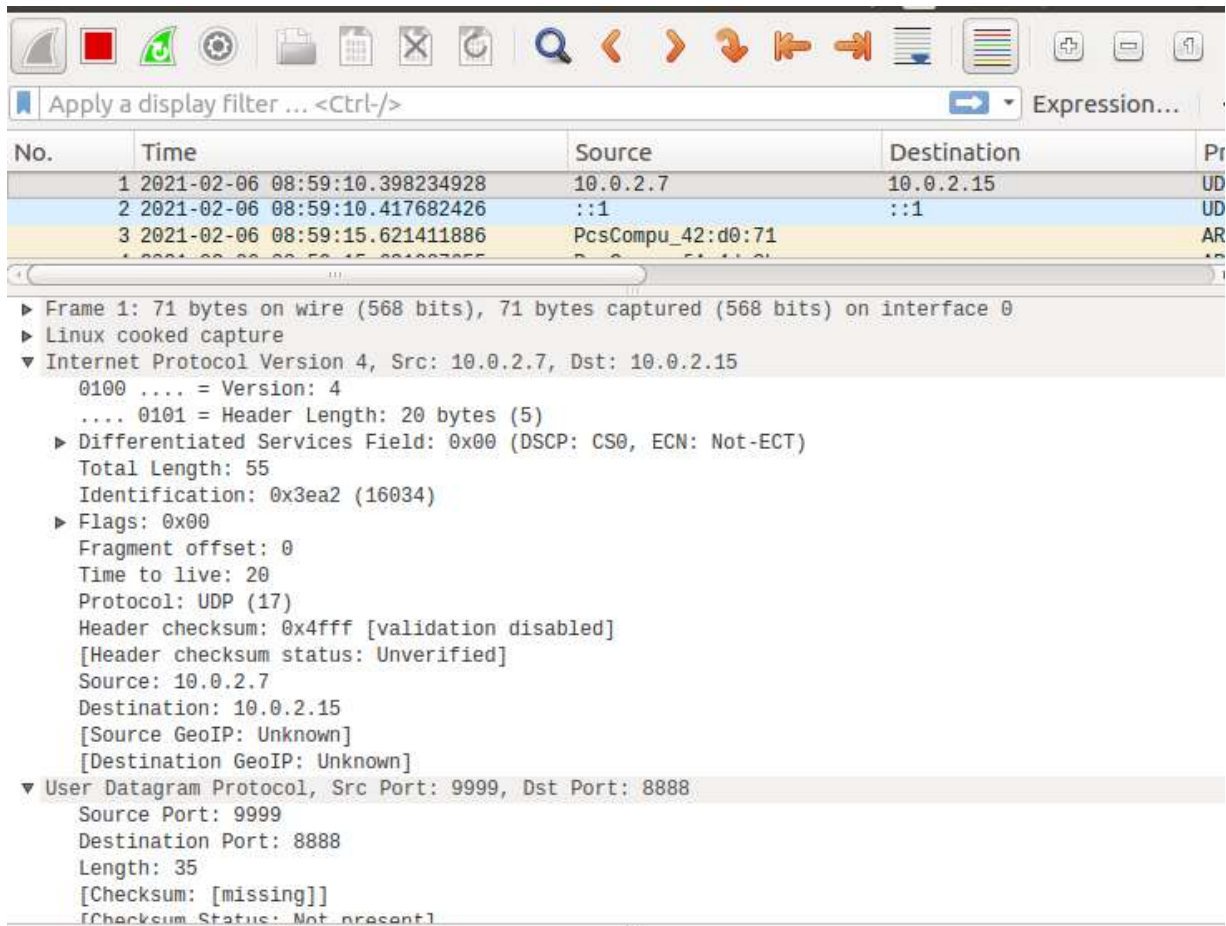 Apply a display filter ... <Ctrl-/> Expression...
No. Time Source Destination Pr
1 2021-02-06 08:59:10.398234928 10.0.2.7 10.0.2.15 UD
2 2021-02-06 08:59:10.417682426 ::1 ::1 UD
3 2021-02-06 08:59:15.621411886 PcsCompu_42:d0:71 AR
Frame 1: 71 bytes on wire (568 bits), 71 bytes captured (568 bits) on interface 0
Linux cooked capture
Internet Protocol Version 4, Src: 10.0.2.7, Dst: 10.0.2.15
0100 .... = Version: 4
.... 0101 = Header Length: 20 bytes (5)
Differentiated Services Field: 0x00 (DSCP: CS0, ECN: Not-ECT)
Total Length: 55
Identification: 0x3ea2 (16034)
Flags: 0x00
Fragment offset: 0
Time to live: 20
Protocol: UDP (17)
Header checksum: 0x4fff [validation disabled]
[Header checksum status: Unverified]
Source: 10.0.2.7
Destination: 10.0.2.15
[Source GeoIP: Unknown]
[Destination GeoIP: Unknown]
User Datagram Protocol, Src Port: 9999, Dst Port: 8888
Source Port: 9999
Destination Port: 8888
Length: 35
[Checksum: [missing]]
[Checksum Status: Not present]